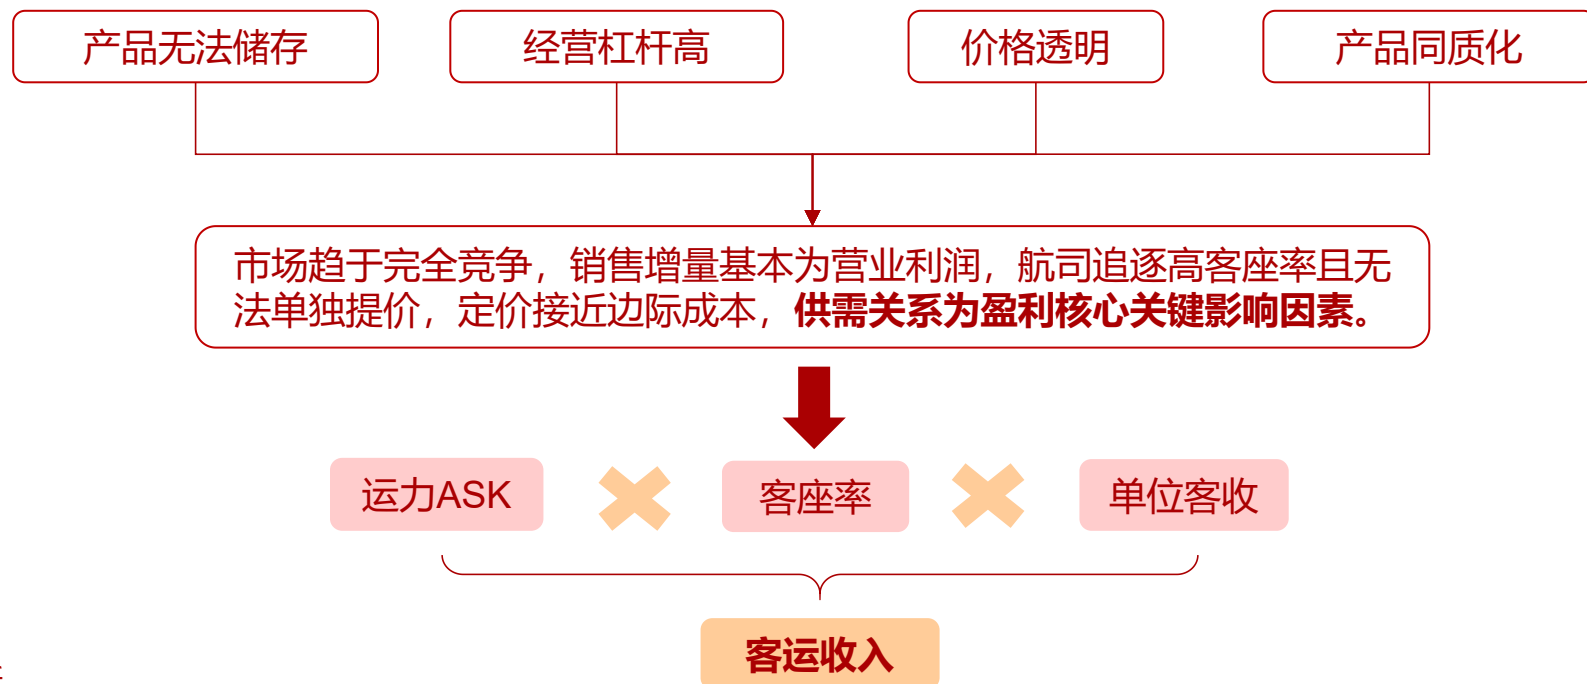 产品无法储存
经营杠杆高
价格透明
产品同质化
市场趋于完全竞争，销售增量基本为营业利润，航司追逐高客座率且无
法单独提价，定价接近边际成本，供需关系为盈利核心关键影响因素。
运力ASK
客座率
单位客收
客运收入